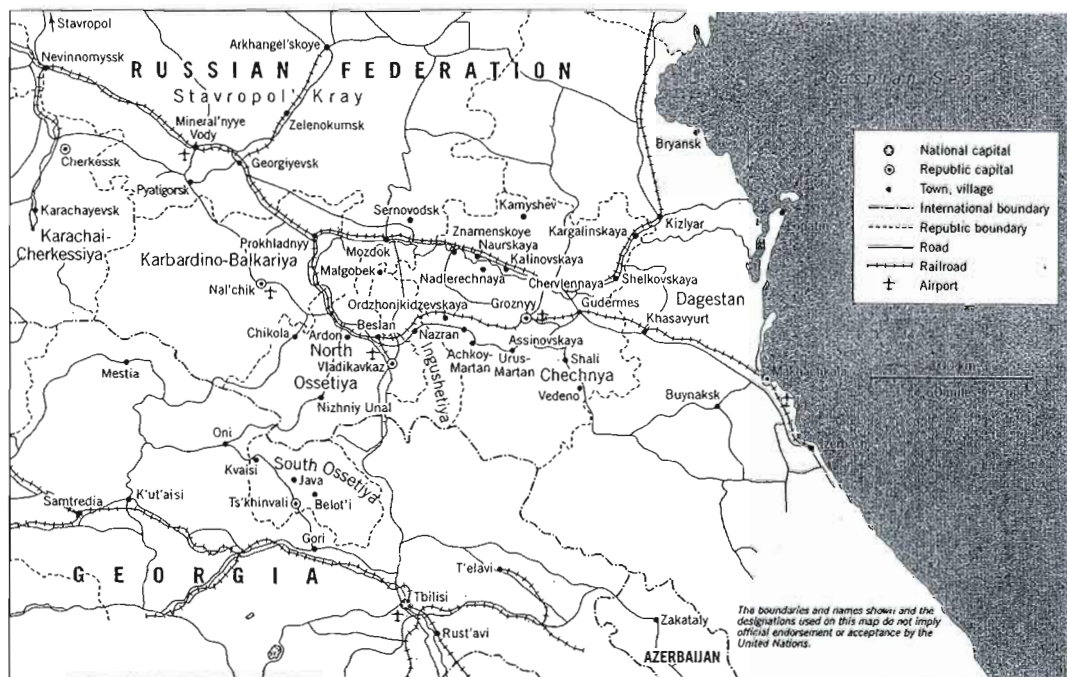 Stavropol
Nevinnomyssk
Arkhangel'skoye
RUSSIAN FEDERATION
Caspian Sea
Stavropol' Kray
Mineral'nyye
Vody
Zelenokumsk
Bryansk
Georgiyevsk
Cherkessk
Pyatigorsk
National capital
Republic capital
Town, village
International boundary
Republic boundary
Road
Railroad
Airport
Karachayevsk
Karachai-
Cherkessiya
Sernovodsk
Kamyshev
Kizlyar
Kargalinskaya
Prokhladnyy
Mozdok
Znamenskoye
Naurskaya
Kalinovskaya
Karbardino-Balkariya
Malgobek
Nadlerechnaya
Chervlennaya
Shelkovskaya
Nal'chik
Ordzhonikidzevskaya
Groznyy
Gudermes
Dagestan
Khasavyurt
Chikola
Ardon
Beslan
Nazran
Assinovskaya
North
Ossetiya
Vladikavkaz
Ingushetiya
Achkoy-
Martan
Urus-
Martan
Shali
Chechnya
Vedeno
Mestia
Nizhniy Unal
Buynaksk
Oni
Kvaisi
South Ossetiya
Java
Belot'i
Ts'khinvali
K'ut'aisi
Samtredia
Gori
GEORGIA
T'elavi
Tbilisi
Rust'avi
Zakataly
AZERBAIJAN
The boundaries and names shown and the
designations used on this map do not imply
official endorsement or acceptance by the
United Nations.